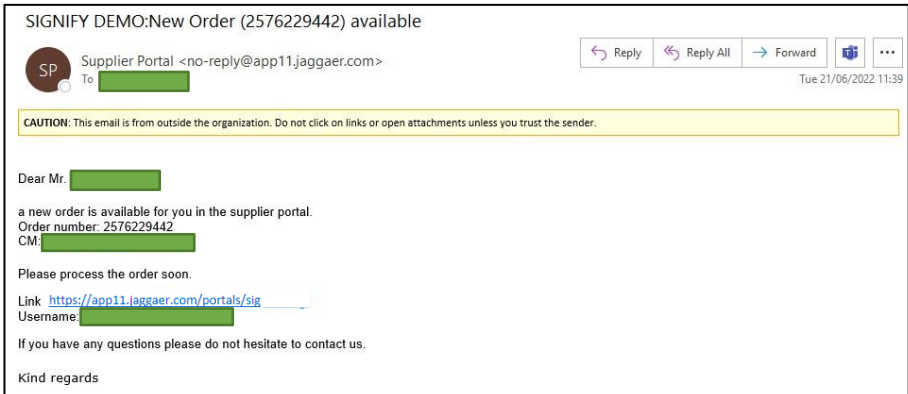 SIGNIFY DEMO:New Order (2576229442) available
SP
Supplier Portal <no-reply@app11.jaggaer.com>
To
Reply
Reply All
Forward
Tue 21/06/2022 11:39
CAUTION: This email is from outside the organization. Do not click on links or open attachments unless you trust the sender.
Dear Mr.
a new order is available for you in the supplier portal.
Order number: 2576229442
CM:
Please process the order soon.
Link https://app11.jaggaer.com/portals/sig
Username:
If you have any questions please do not hesitate to contact us.
Kind regards